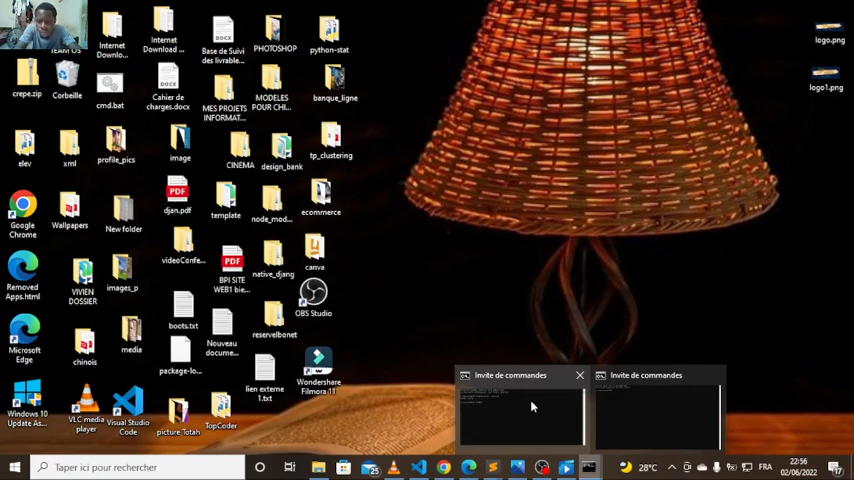 TEAM OS
Internet
Downlo...
Internet
Download ...
Base de Suivi
des livrable...
PHOTOSHOP
python-stat
logo.png
crepe.zip
Corbeille
cmd.bat
Cahier de
charges.docx
MES PROJETS
INFORMAT...
MODELES
POUR CHI...
banque_ligne
logo1.png
elev
xml
profile_pics
image
CINEMA
design_bank
tp_clustering
Google
Chrome
Wallpapers
New folder
djan.pdf
template
node_mod...
ecommerce
Removed
Apps.html
VIVIEN
DOSSIER
images_p
videoConfe...
BPI SITE
WEB1 bie...
native_djang
canva
OBS Studio
Microsoft
Edge
chinois
media
boots.txt
Nouveau
docume...
reservelbonet
package-lo...
lien externe
1.txt
Wondershare
Filmora 11
Windows 10
Update As...
VLC media
player
Visual Studio
Code
picture Totah
TopCoder
Invite de commandes
Invite de commandes
Taper ici pour rechercher
25
28°C
FRA
22:56
02/06/2022
17